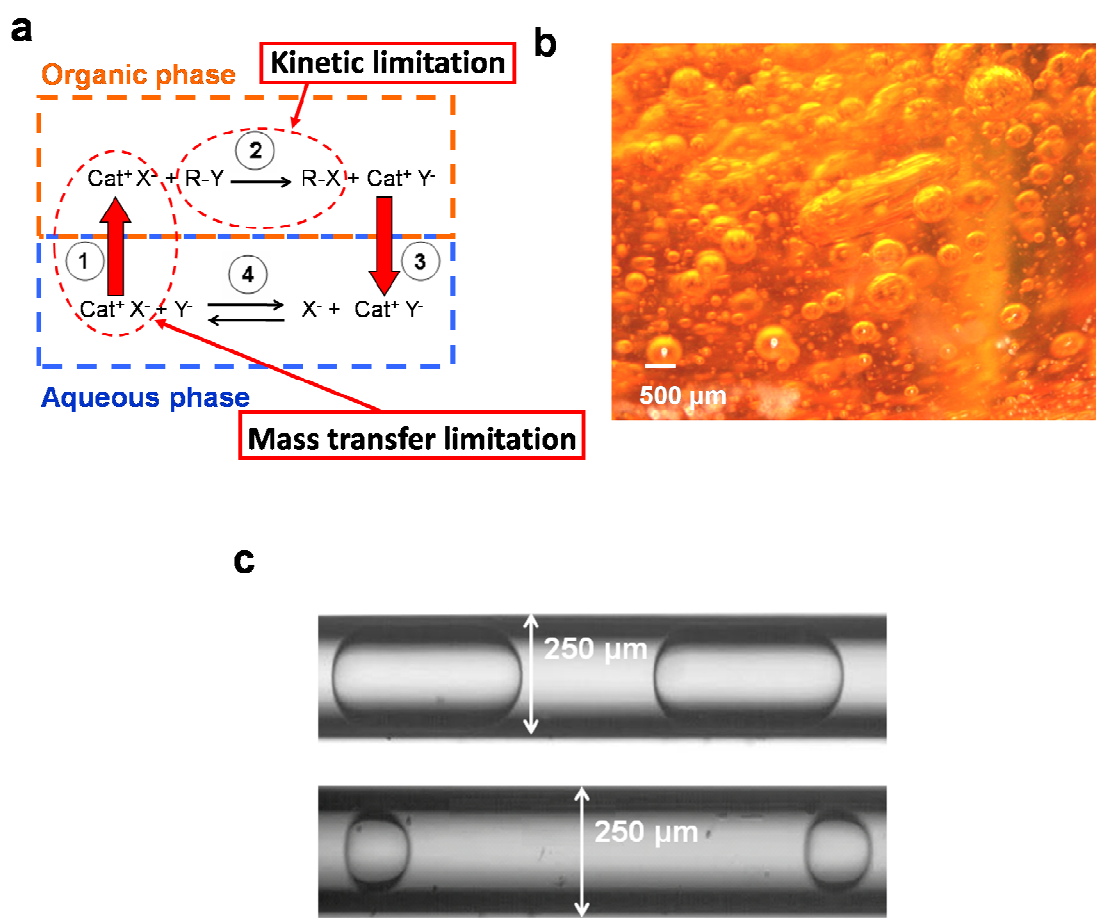 a
b
Kinetic limitation
Organic phase
2
Cat⁺ X⁻ + R-Y → R-X + Cat⁺ Y⁻
1
4
3
Cat⁺ X⁻ + Y⁻ ⇌ X⁻ + Cat⁺ Y⁻
Aqueous phase
Mass transfer limitation
500 µm
c
250 µm
250 µm